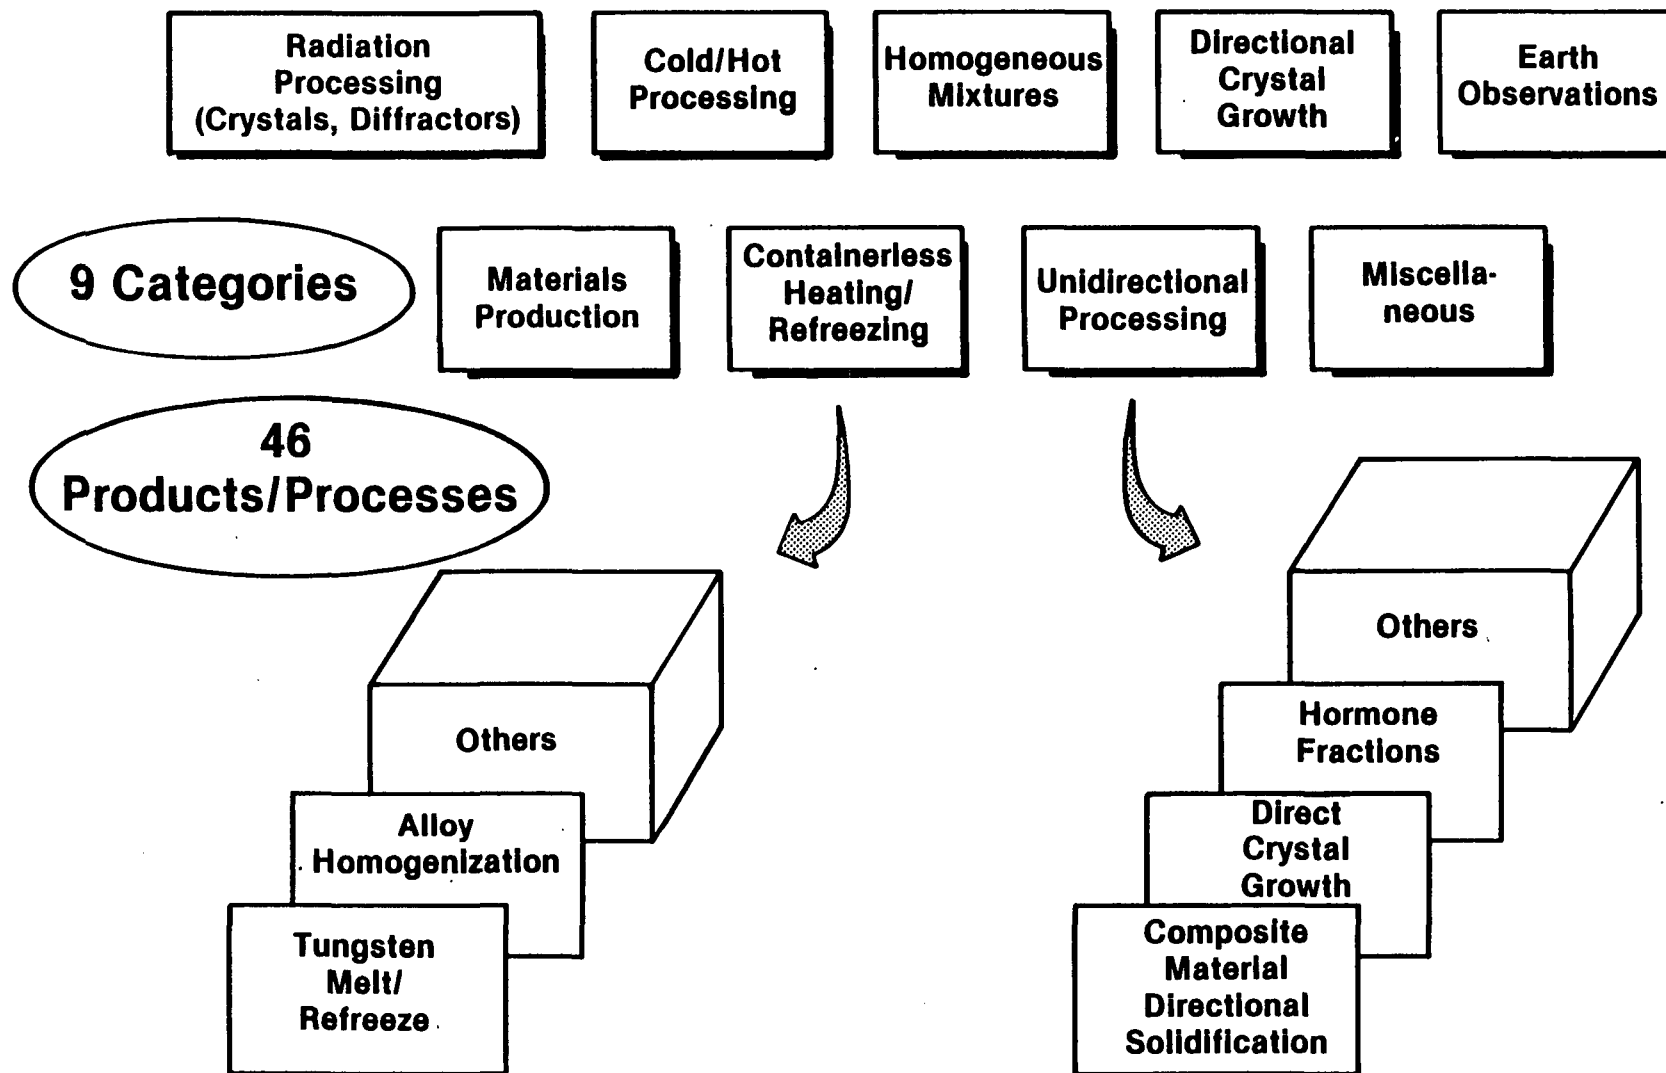 Radiation
Processing
(Crystals, Diffractors)
Cold/Hot
Processing
Homogeneous
Mixtures
Directional
Crystal
Growth
Earth
Observations
9 Categories
Materials
Production
Containerless
Heating/
Refreezing
Unidirectional
Processing
Miscella-
neous
46
Products/Processes
Others
Alloy
Homogenization
Tungsten
Melt/
Refreeze
Others
Hormone
Fractions
Direct
Crystal
Growth
Composite
Material
Directional
Solidification